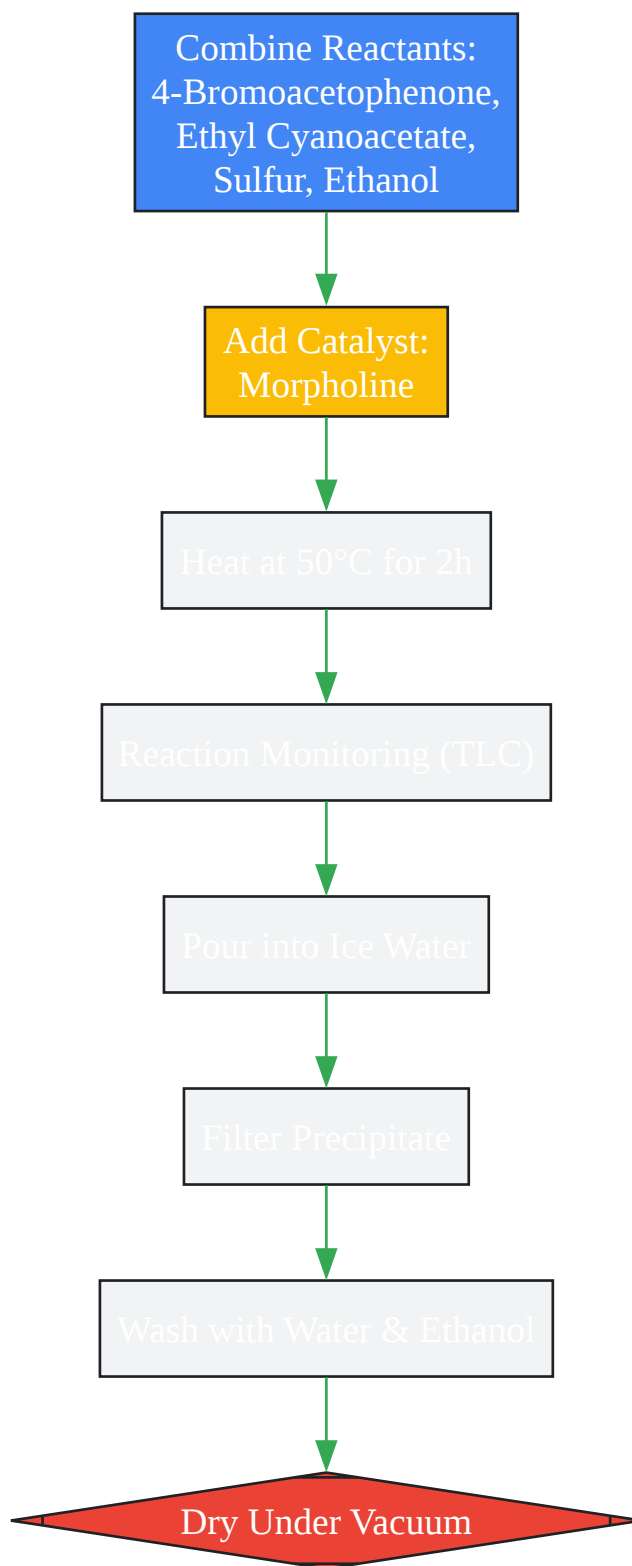 Combine Reactants:
4-Bromoacetophenone,
Ethyl Cyanoacetate,
Sulfur, Ethanol
Add Catalyst:
Morpholine
Heat at 50°C for 2h
Reaction Monitoring (TLC)
Pour into Ice Water
Filter Precipitate
Wash with Water & Ethanol
Dry Under Vacuum